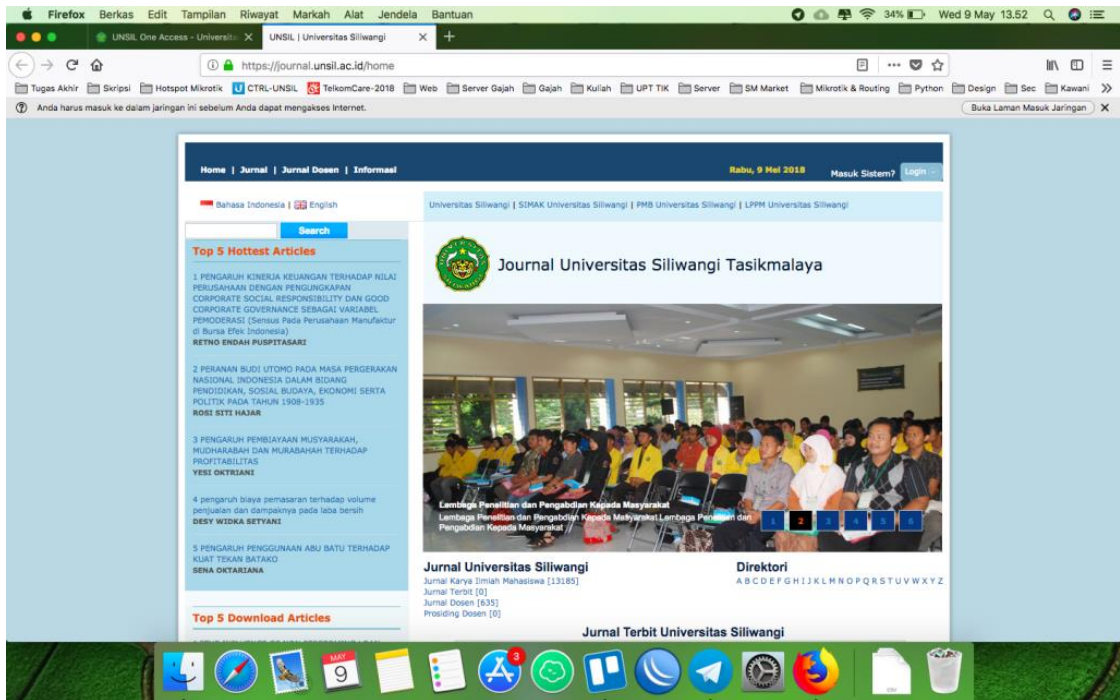 Firefox Berkas Edit Tampilan Riwayat Markah Alat Jendela Bantuan
34% Wed 9 May 13.52
UNSIL One Access - Universita
UNSIL | Universitas Siliwangi
https://journal.unsil.ac.id/home
Tugas Akhir Skripsi Hotspot Mikrotik CTRL-UNSIL TelkomCare-2018 Web Server Gajah Gajah Kuliah UPT TIK Server SM Market Mikrotik & Routing Python Design Sec Kawani
Anda harus masuk ke dalam jaringan ini sebelum Anda dapat mengakses Internet. Buka Laman Masuk Jaringan
Home | Jurnal | Jurnal Dosen | Informasi
Rabu, 9 Mei 2018 Masuk Sistem? Login
Bahasa Indonesia | English
Universitas Siliwangi | SIMAK Universitas Siliwangi | PMB Universitas Siliwangi | LPPM Universitas Siliwangi
Search
Top 5 Hottest Articles
1 PENGARUH KINERJA KEUANGAN TERHADAP NILAI
PERUSAHAAN DENGAN PENGUNGKAPAN
CORPORATE SOCIAL RESPONSIBILITY DAN GOOD
CORPORATE GOVERNANCE SEBAGAI VARIABEL
PEMODERASI (Sensus Pada Perusahaan Manufaktur
di Bursa Efek Indonesia)
RETNO ENDAH PUSPITASARI
2 PERANAN BUDI UTOMO PADA MASA PERGERAKAN
NASIONAL INDONESIA DALAM BIDANG
PENDIDIKAN, SOSIAL BUDAYA, EKONOMI SERTA
POLITIK PADA TAHUN 1908-1935
ROSI SITI HAJAR
3 PENGARUH PEMBIAYAAN MUSYARAKAH,
MUDHARABAH DAN MURABAHAH TERHADAP
PROFITABILITAS
YESI OKTRIANI
4 pengaruh biaya pemasaran terhadap volume
penjualan dan dampaknya pada laba bersih
DESY WIDKA SETYANI
5 PENGARUH PENGGUNAAN ABU BATU TERHADAP
KUAT TEKAN BATAKO
SENA OKTARIANA
Top 5 Download Articles
Journal Universitas Siliwangi Tasikmalaya
Lembaga Penelitian dan Pengabdian Kepada Masyarakat
Lembaga Penelitian dan Pengabdian Kepada Masyarakat Lembaga Penelitian dan
Pengabdian Kepada Masyarakat
1 2 3 4 5 6
Jurnal Universitas Siliwangi
Jurnal Karya Ilmiah Mahasiswa [13185]
Jurnal Terbit [0]
Jurnal Dosen [635]
Prosiding Dosen [0]
Direktori
A B C D E F G H I J K L M N O P Q R S T U V W X Y Z
Jurnal Terbit Universitas Siliwangi
MAY
9
3